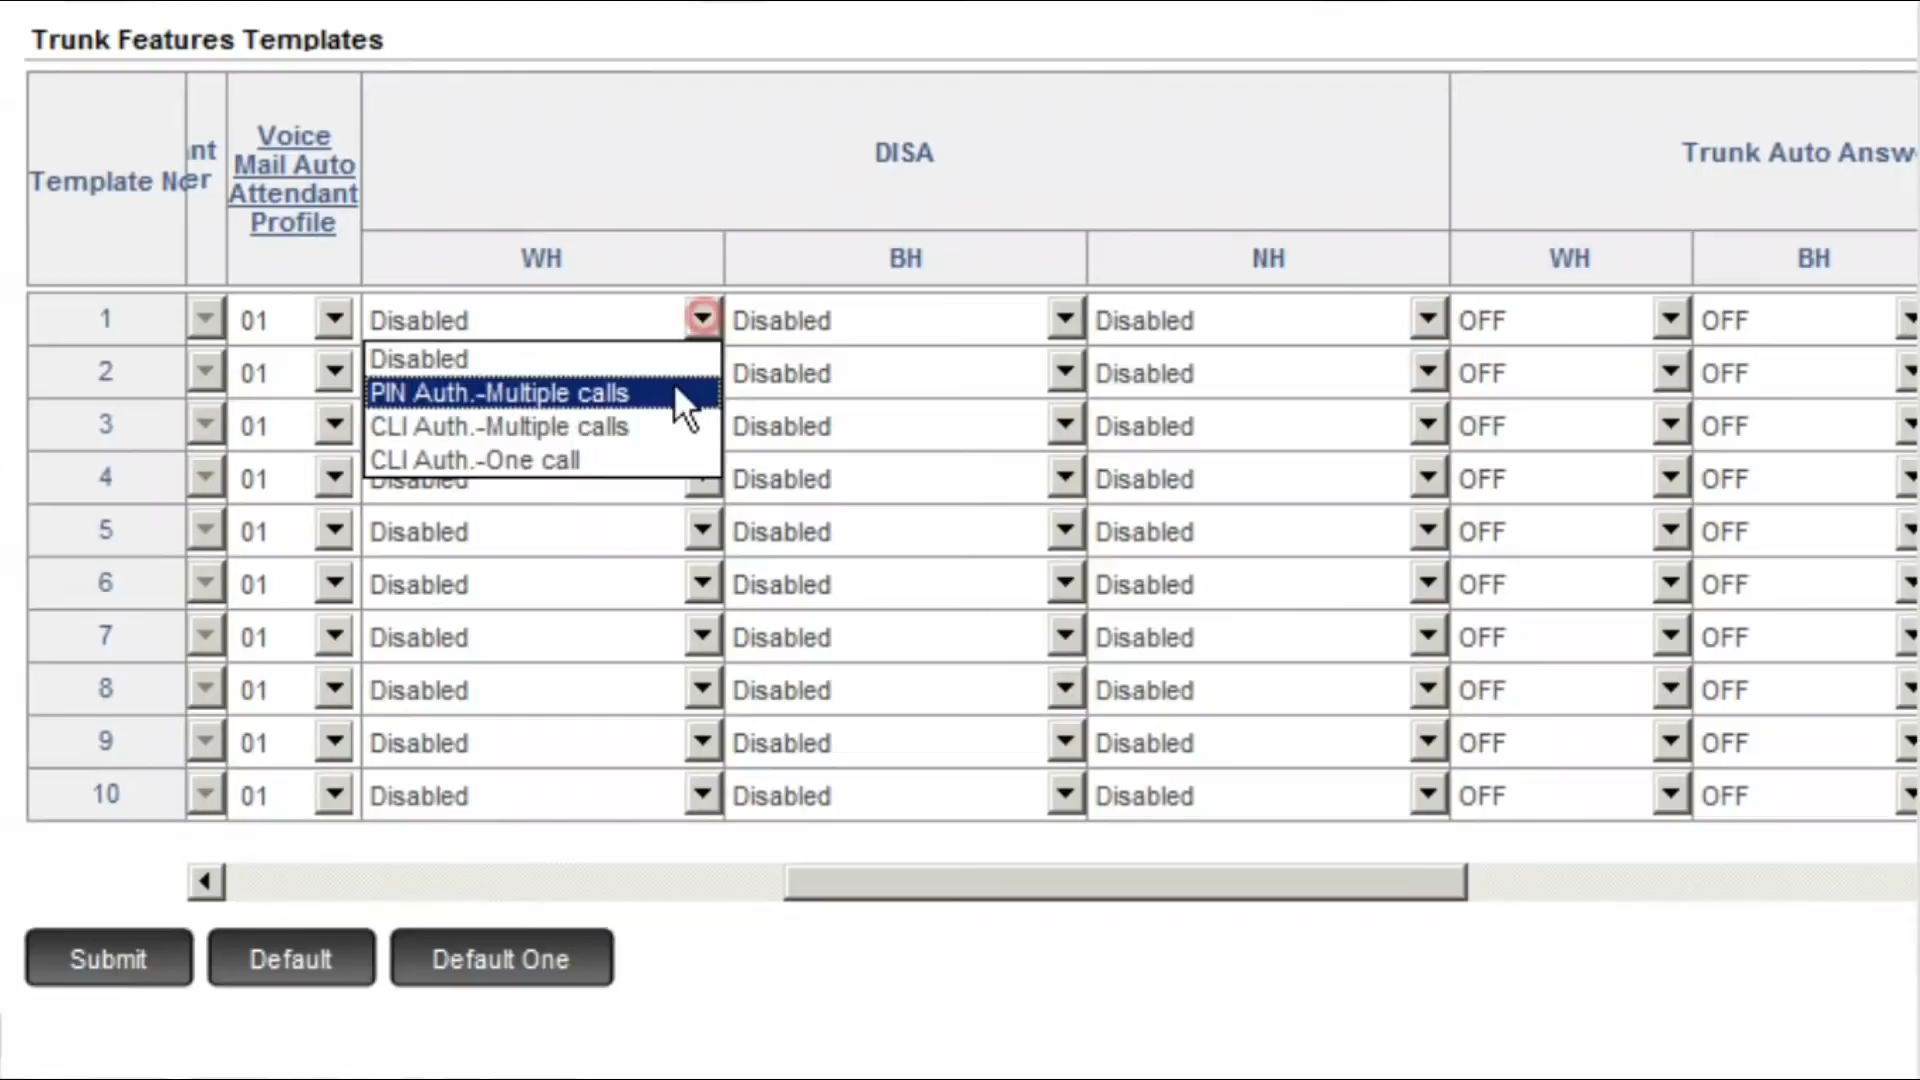 Trunk Features Templates
Template No
nt
er
Voice
Mail Auto
Attendant
Profile
DISA
Trunk Auto Answ
WH BH NH WH BH
1 01 Disabled Disabled Disabled OFF OFF
Disabled
PIN Auth.-Multiple calls
CLI Auth.-Multiple calls
CLI Auth.-One call
2 01 Disabled Disabled OFF OFF
3 01 Disabled Disabled OFF OFF
4 01 Disabled Disabled Disabled OFF OFF
5 01 Disabled Disabled Disabled OFF OFF
6 01 Disabled Disabled Disabled OFF OFF
7 01 Disabled Disabled Disabled OFF OFF
8 01 Disabled Disabled Disabled OFF OFF
9 01 Disabled Disabled Disabled OFF OFF
10 01 Disabled Disabled Disabled OFF OFF
Submit Default Default One